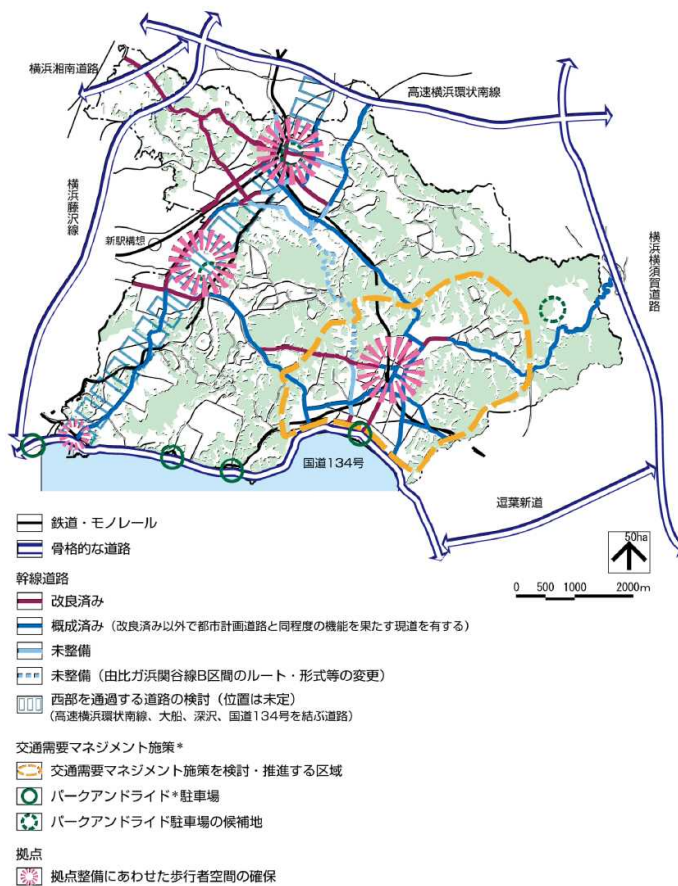 横浜湘南道路
高速横浜環状南線
横浜藤沢線
新駅構想
横浜横須賀道路
国道134号
逗葉新道
50ha
0 500 1000 2000m
鉄道・モノレール
骨格的な道路
幹線道路
改良済み
概成済み（改良済み以外で都市計画道路と同程度の機能を果たす現道を有する）
未整備
未整備（由比ガ浜関谷線B区間のルート・形式等の変更）
西部を通過する道路の検討（位置は未定）
（高速横浜環状南線、大船、深沢、国道134号を結ぶ道路）
交通需要マネジメント施策*
交通需要マネジメント施策を検討・推進する区域
パークアンドライド*駐車場
パークアンドライド駐車場の候補地
拠点
拠点整備にあわせた歩行者空間の確保